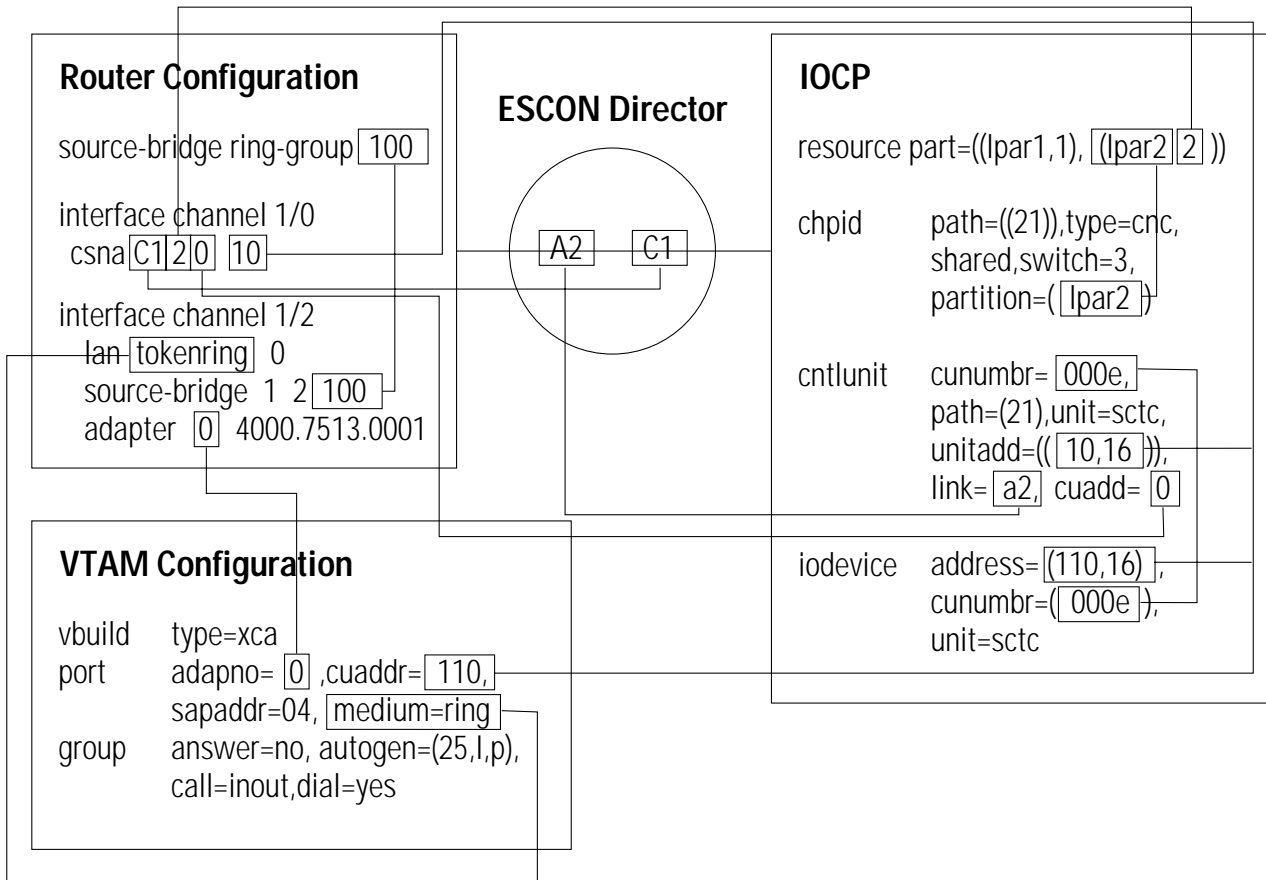 Router Configuration
source-bridge ring-group 100
interface channel 1/0
csna C1 2 0 10
interface channel 1/2
lan tokenring 0
source-bridge 1 2 100
adapter 0 4000.7513.0001
ESCON Director
A2 C1
IOCP
resource part=((lpar1,1), (lpar2 2 ))
chpid path=((21)),type=cnc,
shared,switch=3,
partition=( lpar2 )
cntlunit cunumbr= 000e,
path=(21),unit=sctc,
unitadd=(( 10,16 )),
link= a2, cuadd= 0
iodevice address= (110,16) ,
cunumbr=( 000e ),
unit=sctc
VTAM Configuration
vbuild type=xca
port adapno= 0 ,cuaddr= 110,
sapaddr=04, medium=ring
group answer=no, autogen=(25,l,p),
call=inout,dial=yes